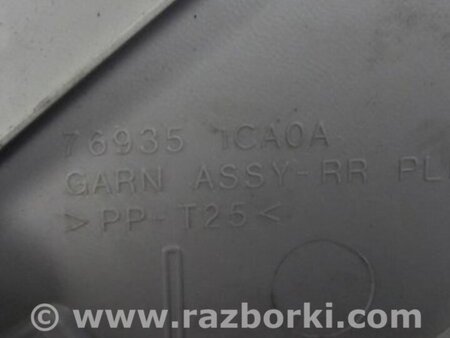 76935 1CA0A
GARN ASSY-RR PL
>PP-T25<
© www.razborki.com